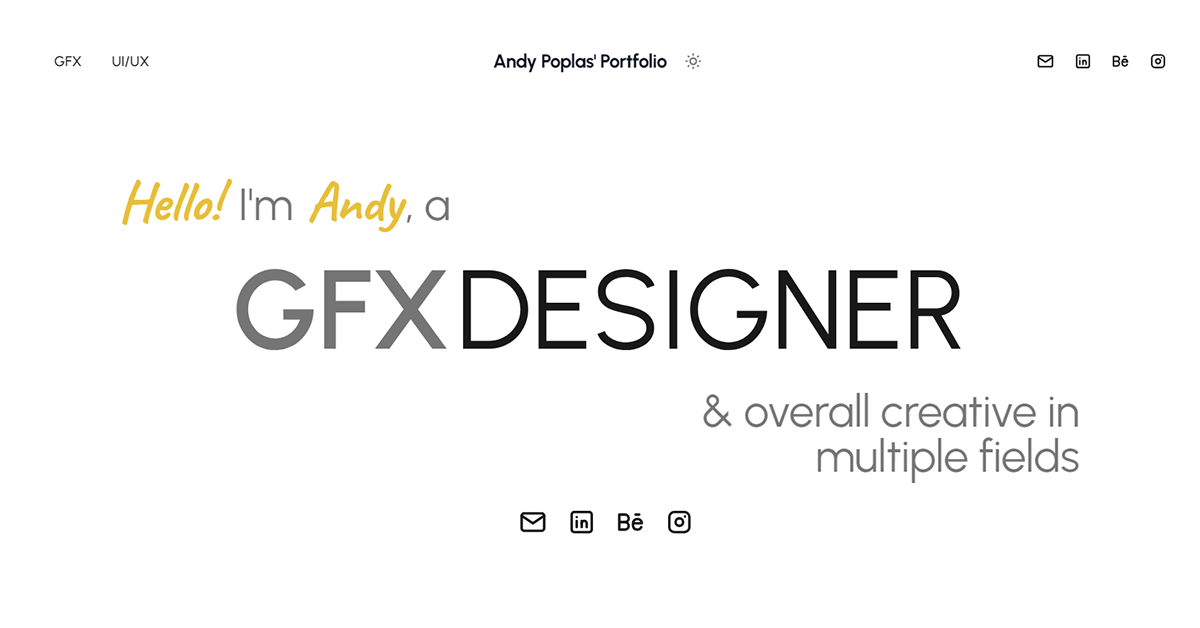 GFX UI/UX Andy Poplas' Portfolio in Bē
Hello! I'm Andy, a
GFX DESIGNER
& overall creative in
multiple fields
in Bē